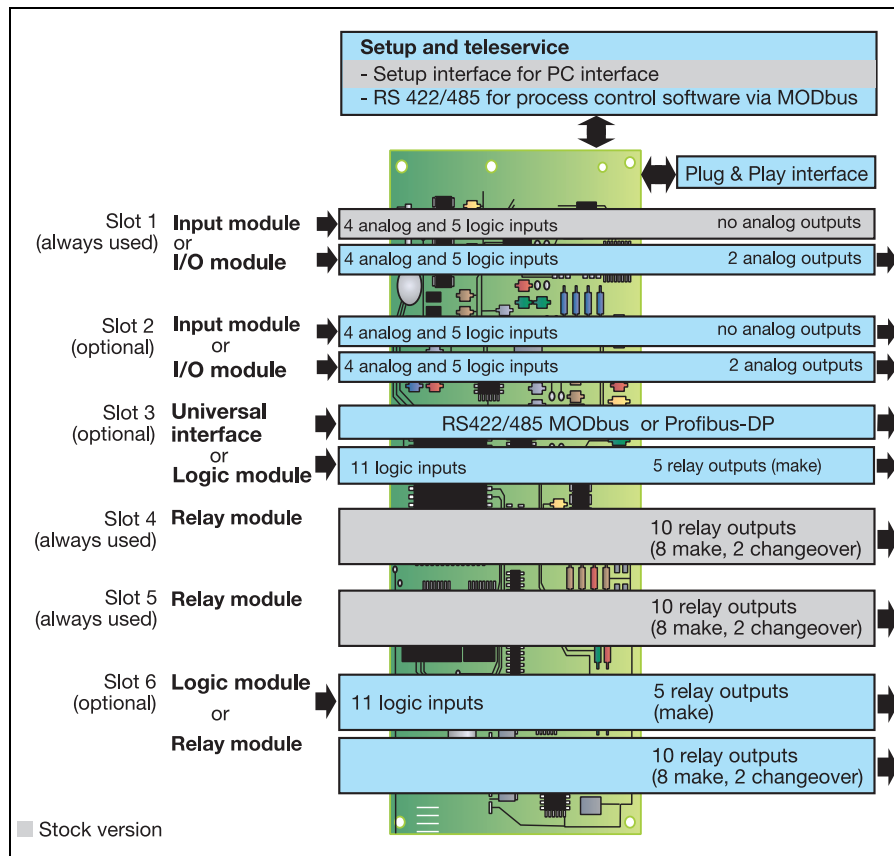 Setup and teleservice
- Setup interface for PC interface
- RS 422/485 for process control software via MODbus
Plug & Play interface
Slot 1
(always used)
Input module
or
I/O module
4 analog and 5 logic inputs
no analog outputs
4 analog and 5 logic inputs
2 analog outputs
Slot 2
(optional)
Input module
or
I/O module
4 analog and 5 logic inputs
no analog outputs
4 analog and 5 logic inputs
2 analog outputs
Slot 3
(optional)
Universal
interface
or
Logic module
RS422/485 MODbus or Profibus-DP
11 logic inputs
5 relay outputs (make)
Slot 4
(always used)
Relay module
10 relay outputs
(8 make, 2 changeover)
Slot 5
(always used)
Relay module
10 relay outputs
(8 make, 2 changeover)
Slot 6
(optional)
Logic module
or
Relay module
11 logic inputs
5 relay outputs
(make)
10 relay outputs
(8 make, 2 changeover)
Stock version